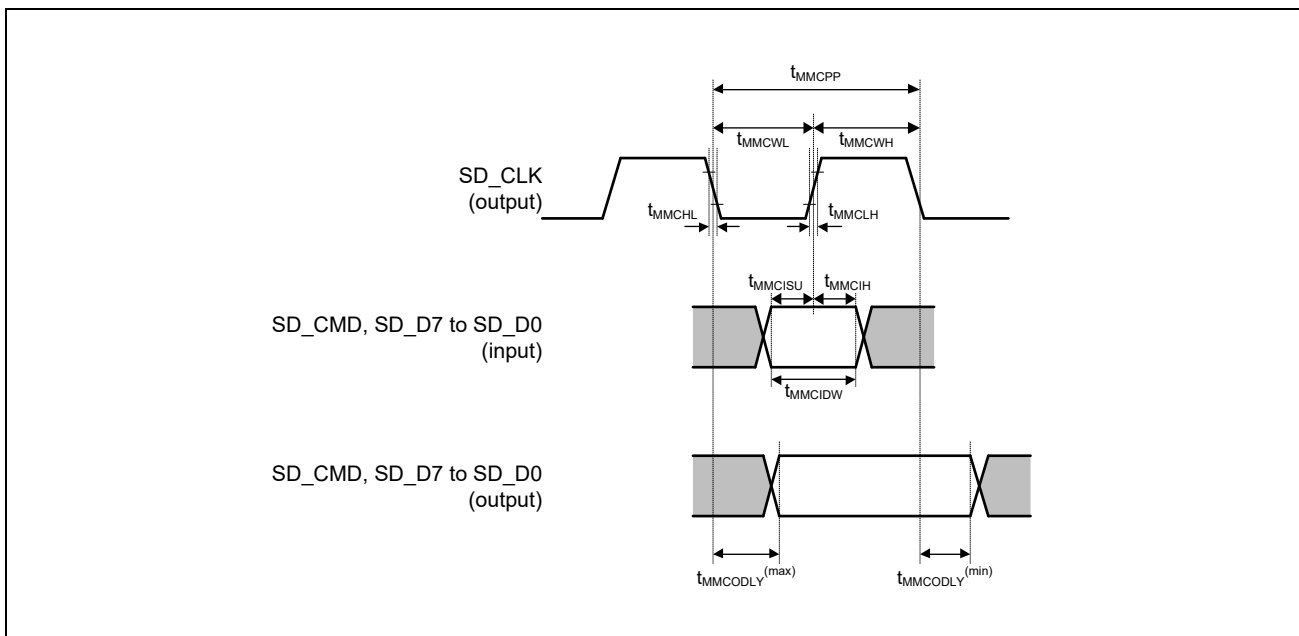 tMMCPP
tMMCWL
tMMCWH
SD_CLK
(output)
tMMCHL
tMMCLH
tMMCISU
tMMCIH
SD_CMD, SD_D7 to SD_D0
(input)
tMMCIDW
SD_CMD, SD_D7 to SD_D0
(output)
tMMCODLY(max)
tMMCODLY(min)